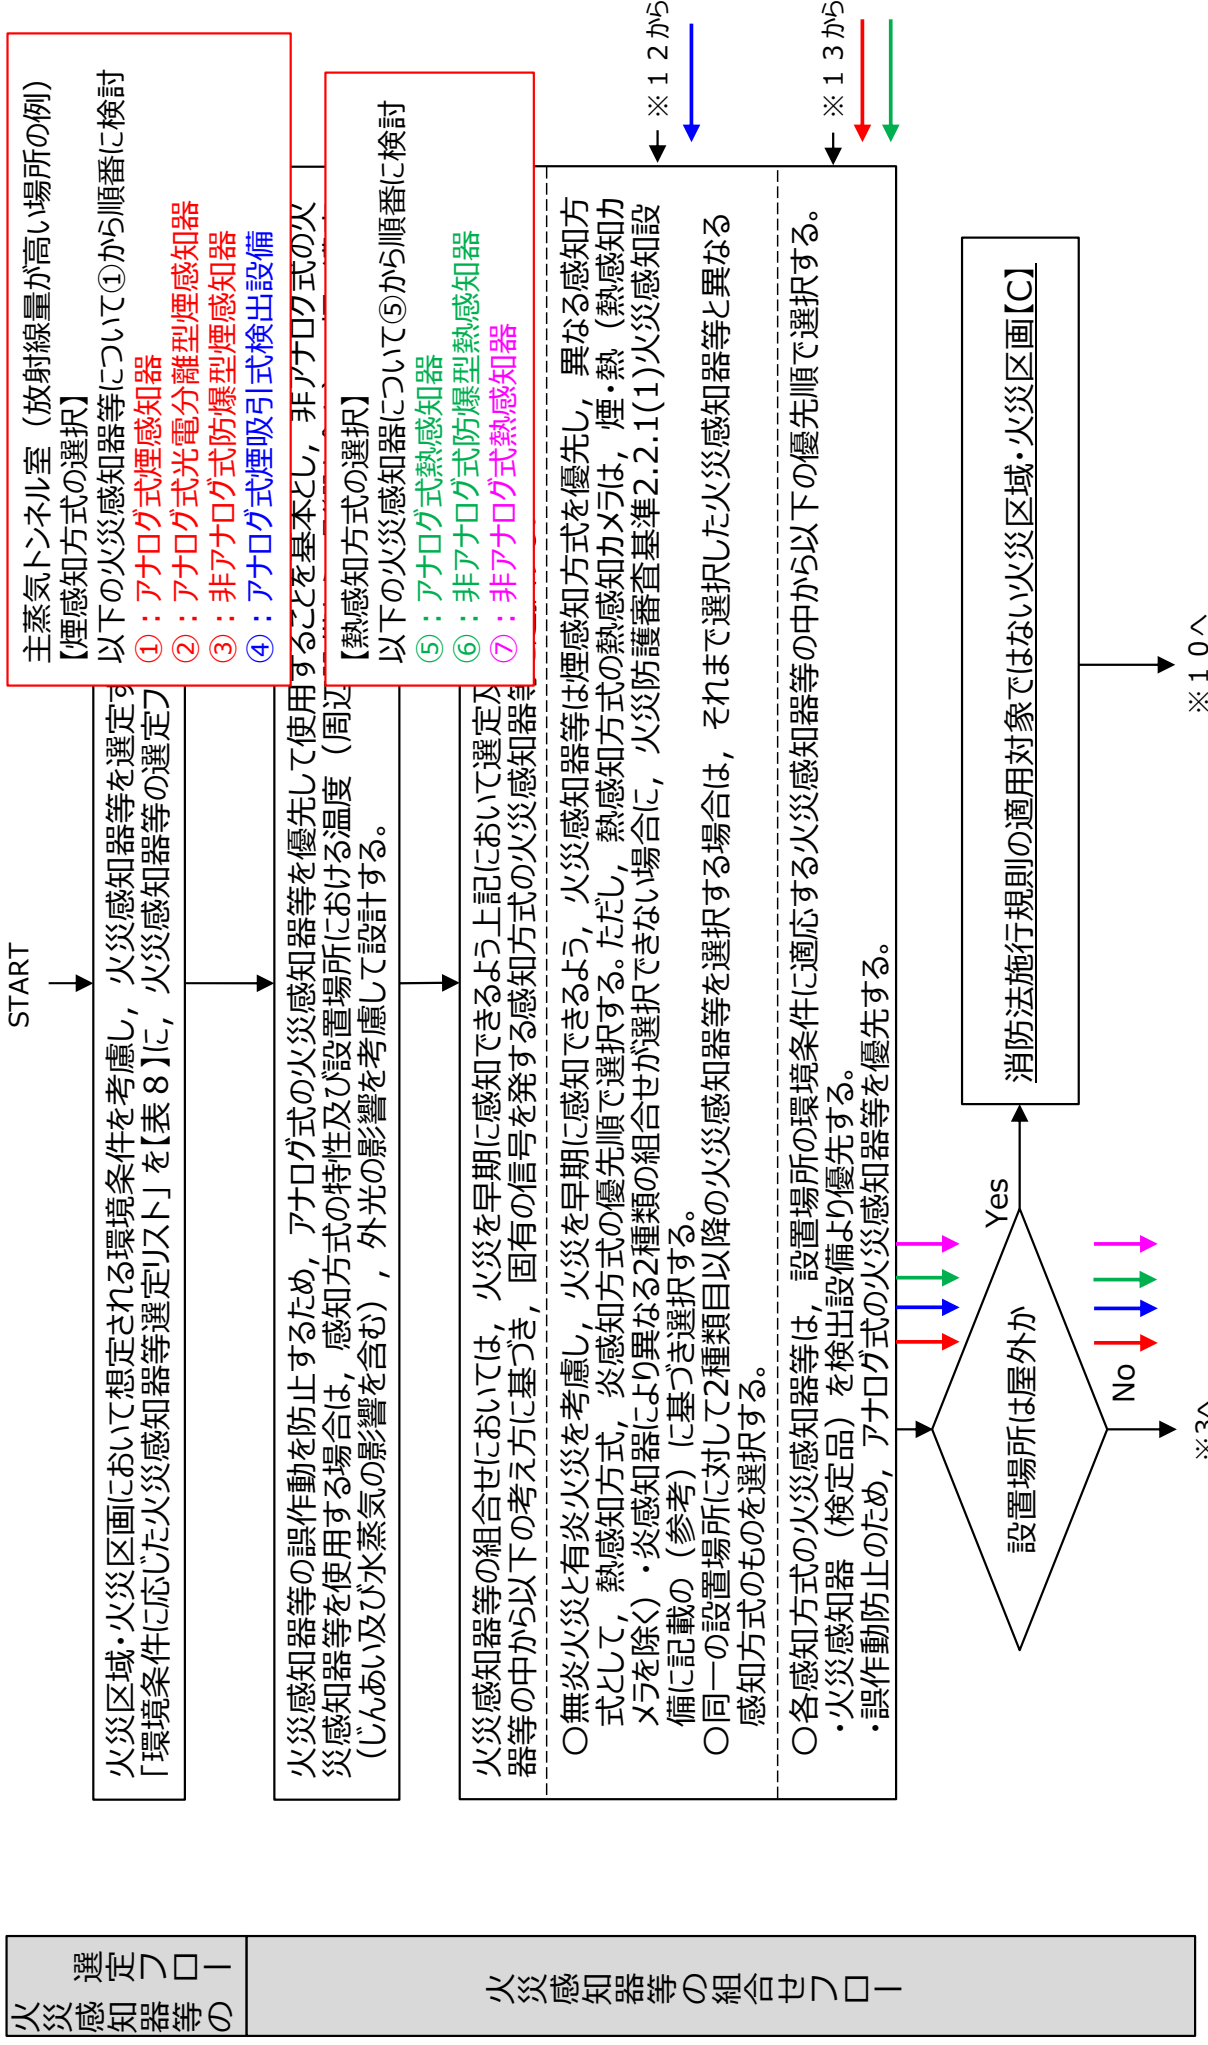 火災感知器等の
選定フロー
火災感知器等の組合せフロー
START
主蒸気トンネル室（放射線量が高い場所の例）
【煙感知方式の選択】
以下の火災感知器等について①から順番に検討
①：アナログ式煙感知器
②：アナログ式光電分離型煙感知器
③：非アナログ式防爆型煙感知器
④：アナログ式煙吸引式検出設備
【熱感知方式の選択】
以下の火災感知器について⑤から順番に検討
⑤：アナログ式熱感知器
⑥：非アナログ式防爆型熱感知器
⑦：非アナログ式熱感知器
火災区域・火災区画において想定される環境条件を考慮し，火災感知器等を選定す
「環境条件に応じた火災感知器等選定リスト」を【表８】に，火災感知器等の選定フ
火災感知器等の誤作動を防止するため，アナログ式の火災感知器等を優先して使用することを基本とし，非アナログ式の火
災感知器等を使用する場合は，感知方式の特性及び設置場所における温度（周辺
（じんあい及び水蒸気の影響を含む），外光の影響を考慮して設計する。
火災感知器等の組合せにおいては，火災を早期に感知できるよう上記において選定及
器等の中から以下の考え方に基づき，固有の信号を発する感知方式の火災感知器等
○無炎火災と有炎火災を考慮し，火災を早期に感知できるよう，火災感知器等は煙感知方式を優先し，異なる感知方
式として，熱感知方式，炎感知方式の優先順で選択する。ただし，熱感知方式の熱感知カメラは，煙・熱（熱感知カ
メラを除く）・炎感知器により異なる2種類の組合せが選択できない場合に，火災防護審査基準2.2.1(1)火災感知設
備に記載の（参考）に基づき選択する。
○同一の設置場所に対して2種類目以降の火災感知器等を選択する場合は，それまで選択した火災感知器等と異なる
感知方式のものを選択する。
○各感知方式の火災感知器等は，設置場所の環境条件に適応する火災感知器等の中から以下の優先順で選択する。
・火災感知器（検定品）を検出設備より優先する。
・誤作動防止のため，アナログ式の火災感知器等を優先する。
※１２から
※１３から
設置場所は屋外か
Yes
No
消防法施行規則の適用対象ではない火災区域・火災区画【C】
※１０へ
※3へ